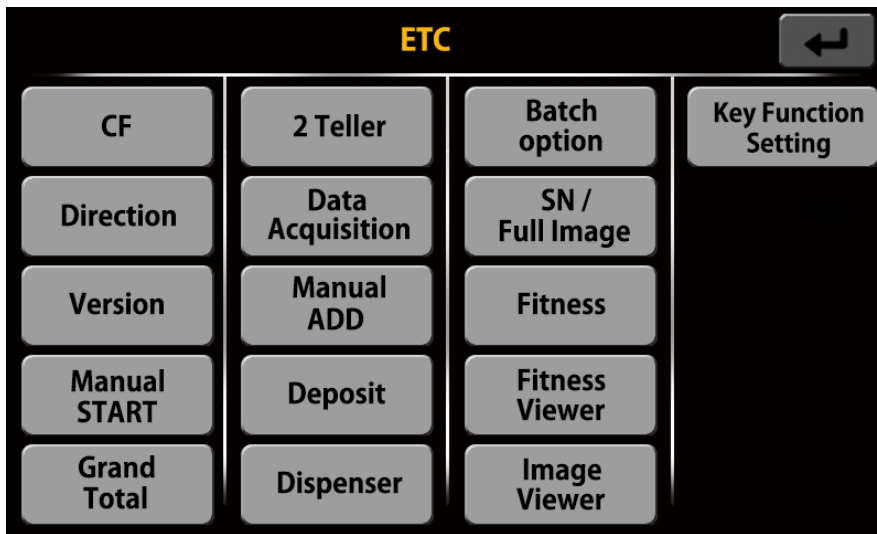 ETC
CF
2 Teller
Batch
option
Key Function
Setting
Direction
Data
Acquisition
SN /
Full Image
Version
Manual
ADD
Fitness
Manual
START
Deposit
Fitness
Viewer
Grand
Total
Dispenser
Image
Viewer